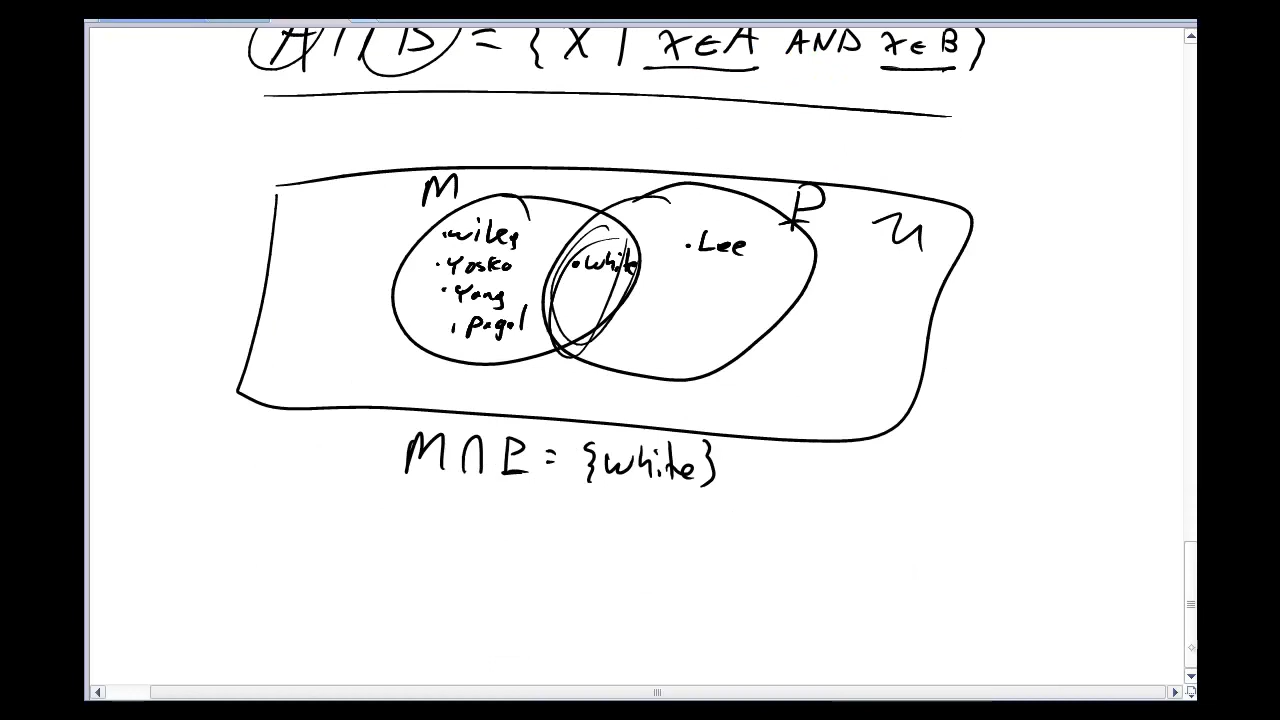 A ∩ B = { x | x ∈ A AND x ∈ B }
M P U
. Wiley
. Yosko
. Yang
. Pagel
. White
. Lee
M ∩ P = {White}